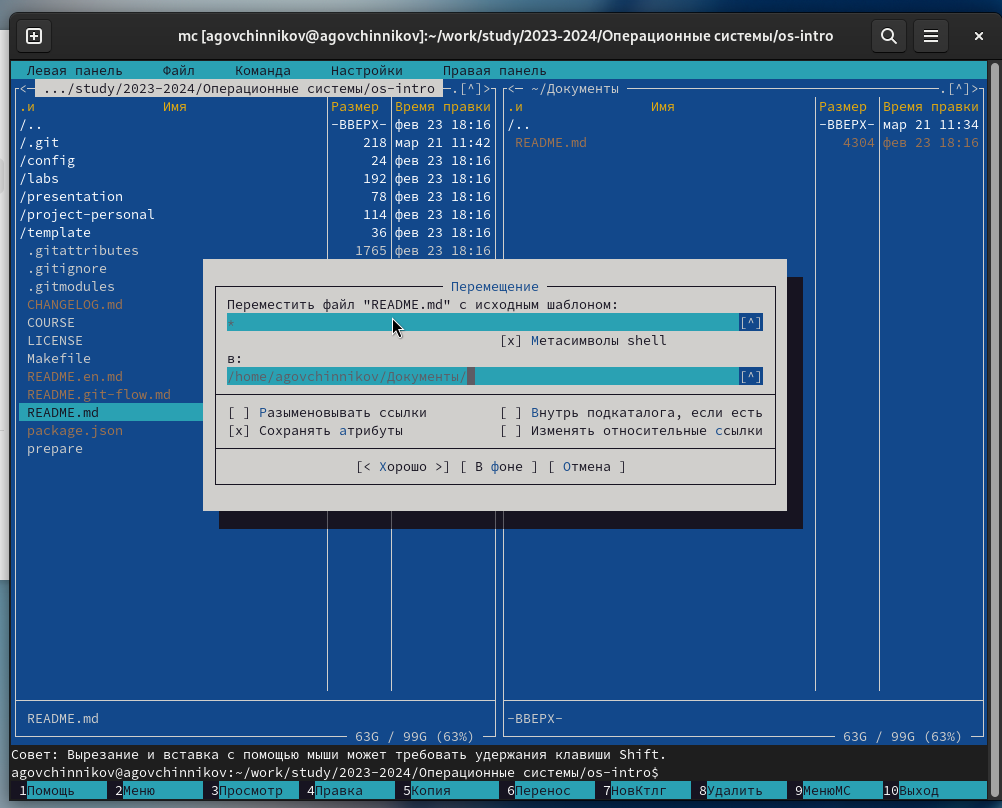 mc [agovchinnikov@agovchinnikov]:~/work/study/2023-2024/Операционные системы/os-intro
Левая панель Файл Команда Настройки Правая панель
<─ .../study/2023-2024/Операционные системы/os-intro ─.[^]>
.и Имя Размер Время правки
/.. -ВВЕРХ- фев 23 18:16
/.git 218 мар 21 11:42
/config 24 фев 23 18:16
/labs 192 фев 23 18:16
/presentation 78 фев 23 18:16
/project-personal 114 фев 23 18:16
/template 36 фев 23 18:16
.gitattributes 1765 фев 23 18:16
.gitignore
.gitmodules
CHANGELOG.md
COURSE
LICENSE
Makefile
README.en.md
README.git-flow.md
README.md
package.json
prepare
README.md
63G / 99G (63%)
<─ ~/Документы ─.[^]>
.и Имя Размер Время правки
/.. -ВВЕРХ- мар 21 11:34
README.md 4304 фев 23 18:16
-ВВЕРХ-
63G / 99G (63%)
Перемещение
Переместить файл "README.md" с исходным шаблоном:
* [^]
[x] Метасимволы shell
в:
/home/agovchinnikov/Документы/ [^]
[ ] Разыменовывать ссылки [ ] Внутрь подкаталога, если есть
[x] Сохранять атрибуты [ ] Изменять относительные ссылки
[< Хорошо >] [ В фоне ] [ Отмена ]
Совет: Вырезание и вставка с помощью мыши может требовать удержания клавиши Shift.
agovchinnikov@agovchinnikov:~/work/study/2023-2024/Операционные системы/os-intro$
1Помощь 2Меню 3Просмотр 4Правка 5Копия 6Перенос 7НовКтлг 8Удалить 9МенюMC 10Выход